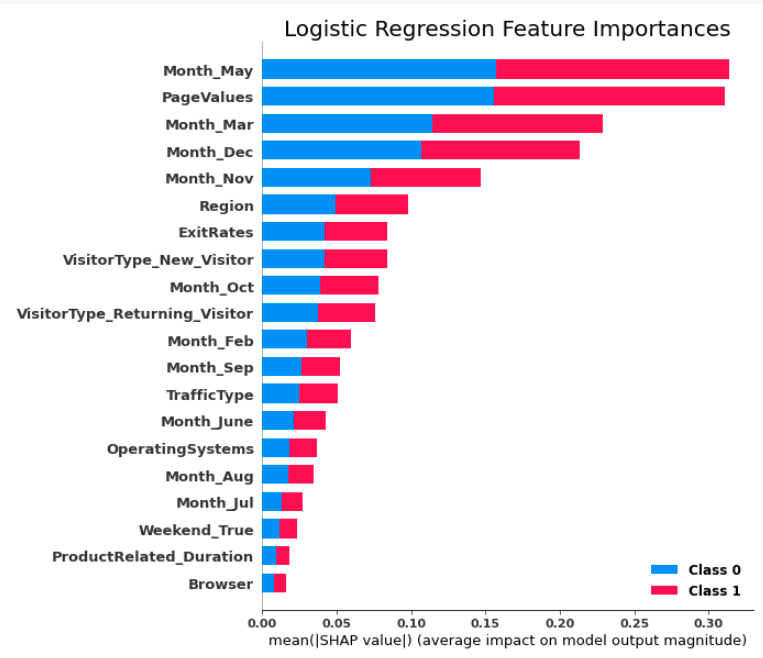 Logistic Regression Feature Importances
Month_May
PageValues
Month_Mar
Month_Dec
Month_Nov
Region
ExitRates
VisitorType_New_Visitor
Month_Oct
VisitorType_Returning_Visitor
Month_Feb
Month_Sep
TrafficType
Month_June
OperatingSystems
Month_Aug
Month_Jul
Weekend_True
ProductRelated_Duration
Browser
Class 0
Class 1
0.00 0.05 0.10 0.15 0.20 0.25 0.30
mean(|SHAP value|) (average impact on model output magnitude)